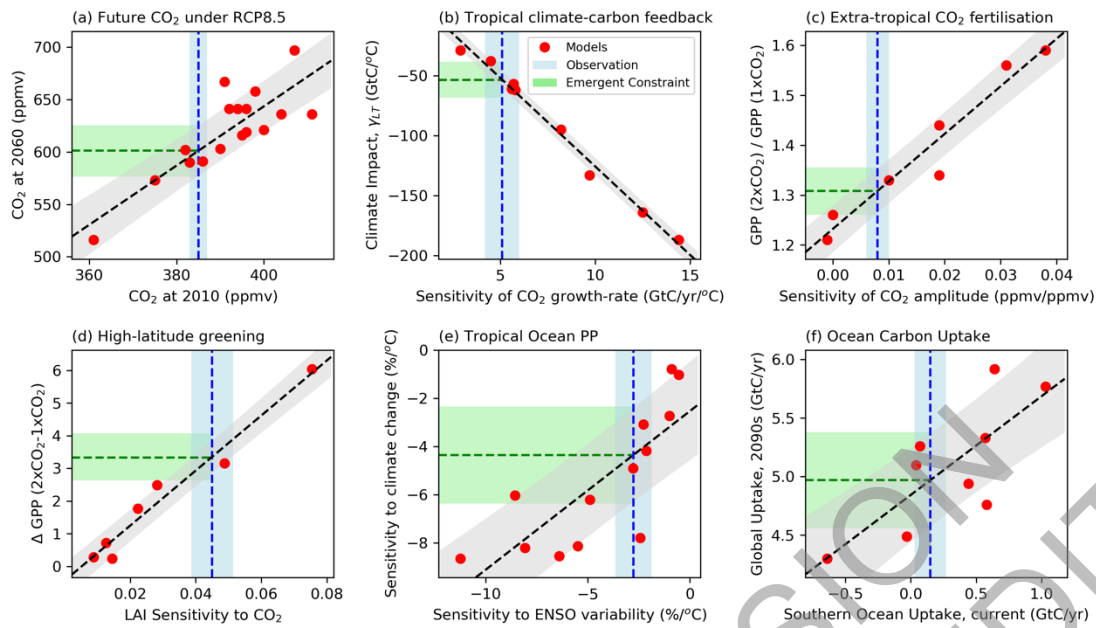 (a) Future CO₂ under RCP8.5
CO₂ at 2060 (ppmv)
700
650
600
550
500
360
380
400
CO₂ at 2010 (ppmv)
(b) Tropical climate-carbon feedback
Climate Impact, γLT (GtC/°C)
Models
Observation
Emergent Constraint
−50
−100
−150
−200
5
10
15
Sensitivity of CO₂ growth-rate (GtC/yr/°C)
(c) Extra-tropical CO₂ fertilisation
GPP (2xCO₂) / GPP (1xCO₂)
1.6
1.5
1.4
1.3
1.2
0.00
0.01
0.02
0.03
0.04
Sensitivity of CO₂ amplitude (ppmv/ppmv)
(d) High-latitude greening
Δ GPP (2xCO₂-1xCO₂)
6
5
4
3
2
1
0
0.02
0.04
0.06
0.08
LAI Sensitivity to CO₂
(e) Tropical Ocean PP
Sensitivity to climate change (%/°C)
0
−2
−4
−6
−8
−10
−5
0
Sensitivity to ENSO variability (%/°C)
(f) Ocean Carbon Uptake
Global Uptake, 2090s (GtC/yr)
6.0
5.5
5.0
4.5
−0.5
0.0
0.5
1.0
Southern Ocean Uptake, current (GtC/yr)